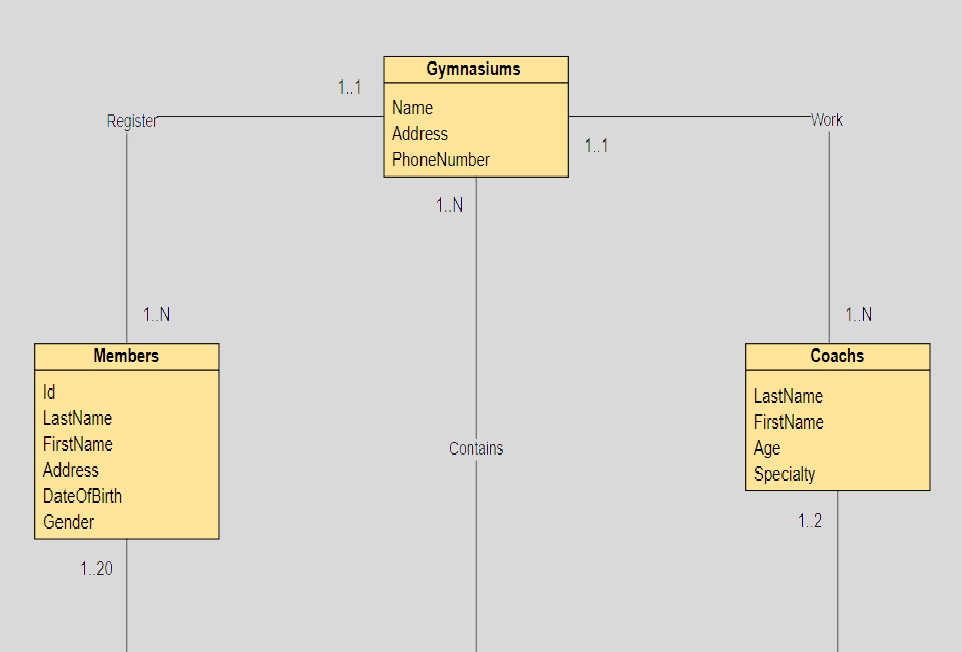 Gymnasiums
1..1
Name
Register
Work
Address
1..1
PhoneNumber
1..N
1..N
1..N
Members
Coachs
Id
LastName
LastName
FirstName
FirstName
Address
Age
DateOfBirth
Specialty
Gender
Contains
1..2
1..20